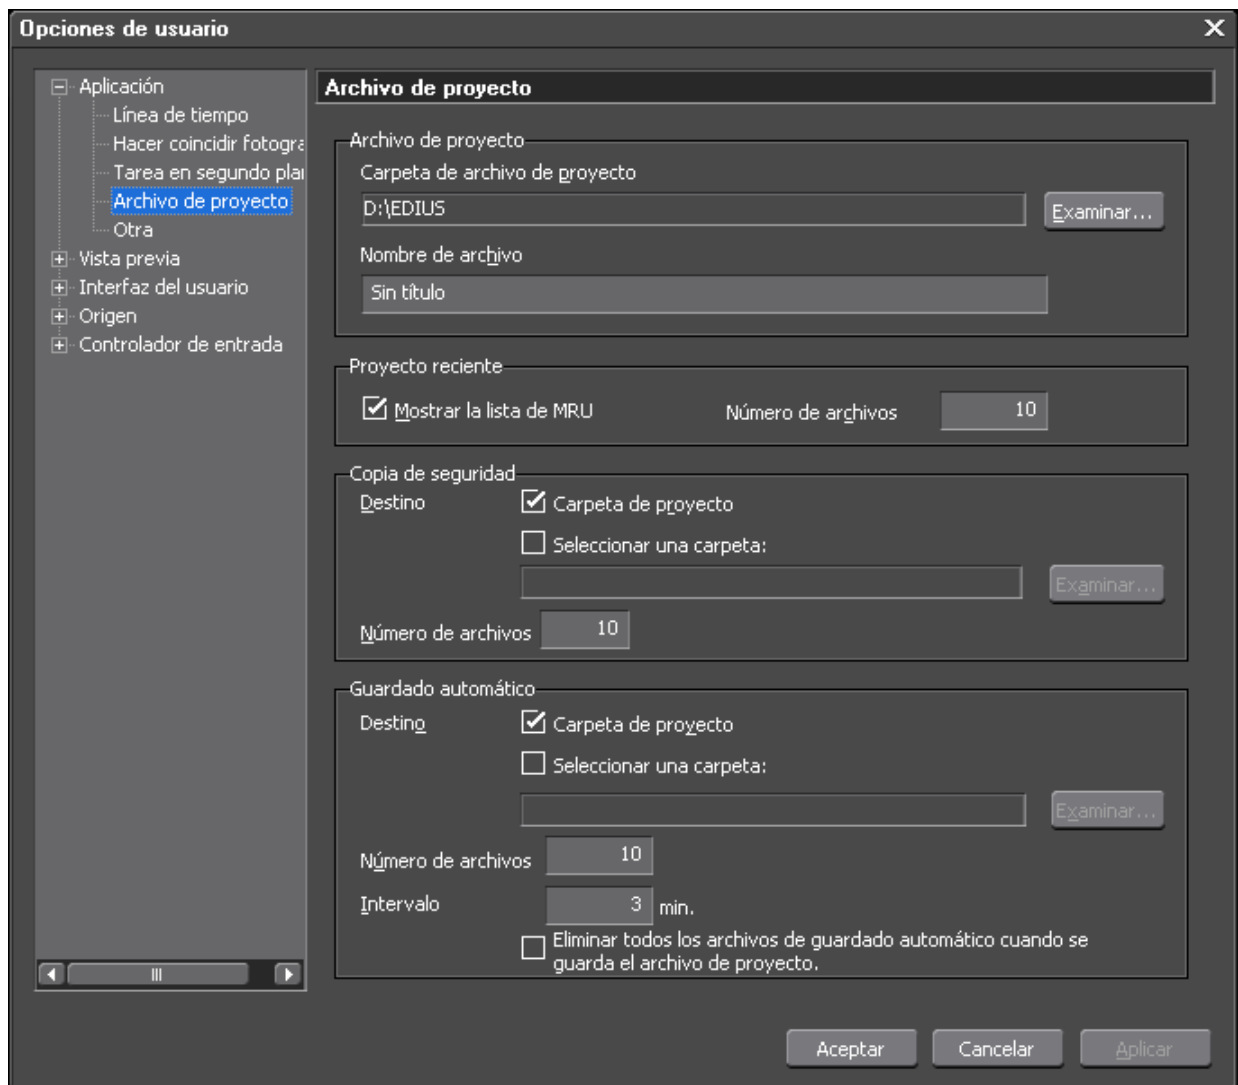 Opciones de usuario
Aplicación
Línea de tiempo
Hacer coincidir fotogra
Tarea en segundo plan
Archivo de proyecto
Otra
Vista previa
Interfaz del usuario
Origen
Controlador de entrada
Archivo de proyecto
Archivo de proyecto
Carpeta de archivo de proyecto
D:\EDIUS
Examinar...
Nombre de archivo
Sin título
Proyecto reciente
Mostrar la lista de MRU
Número de archivos
10
Copia de seguridad
Destino
Carpeta de proyecto
Seleccionar una carpeta:
Examinar...
Número de archivos
10
Guardado automático
Destino
Carpeta de proyecto
Seleccionar una carpeta:
Examinar...
Número de archivos
10
Intervalo
3 min.
Eliminar todos los archivos de guardado automático cuando se
guarda el archivo de proyecto.
Aceptar
Cancelar
Aplicar